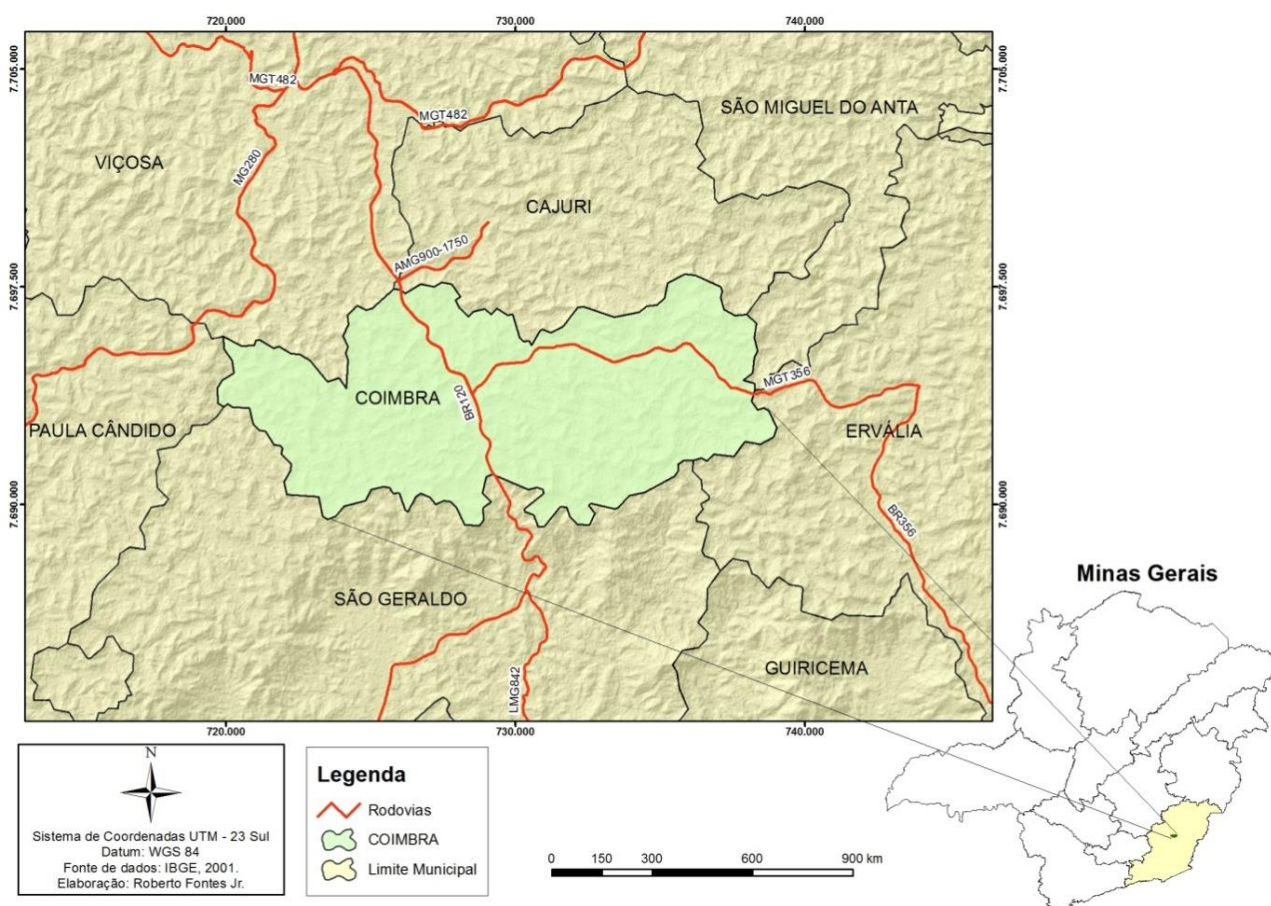 720.000 730.000 740.000
7.705.000 7.705.000
MGT482
MGT482
SÃO MIGUEL DO ANTA
VIÇOSA
MG280
CAJURI
AMG900-1750
7.697.500 7.697.500
MGT356
COIMBRA
BR120
PAULA CÂNDIDO
ERVÁLIA
7.690.000 7.690.000
BR356
SÃO GERALDO
GUIRICEMA
LMG842
720.000 730.000 740.000
Minas Gerais
N
Sistema de Coordenadas UTM - 23 Sul
Datum: WGS 84
Fonte de dados: IBGE, 2001.
Elaboração: Roberto Fontes Jr.
Legenda
Rodovias
COIMBRA
Limite Municipal
0 150 300 600 900 km